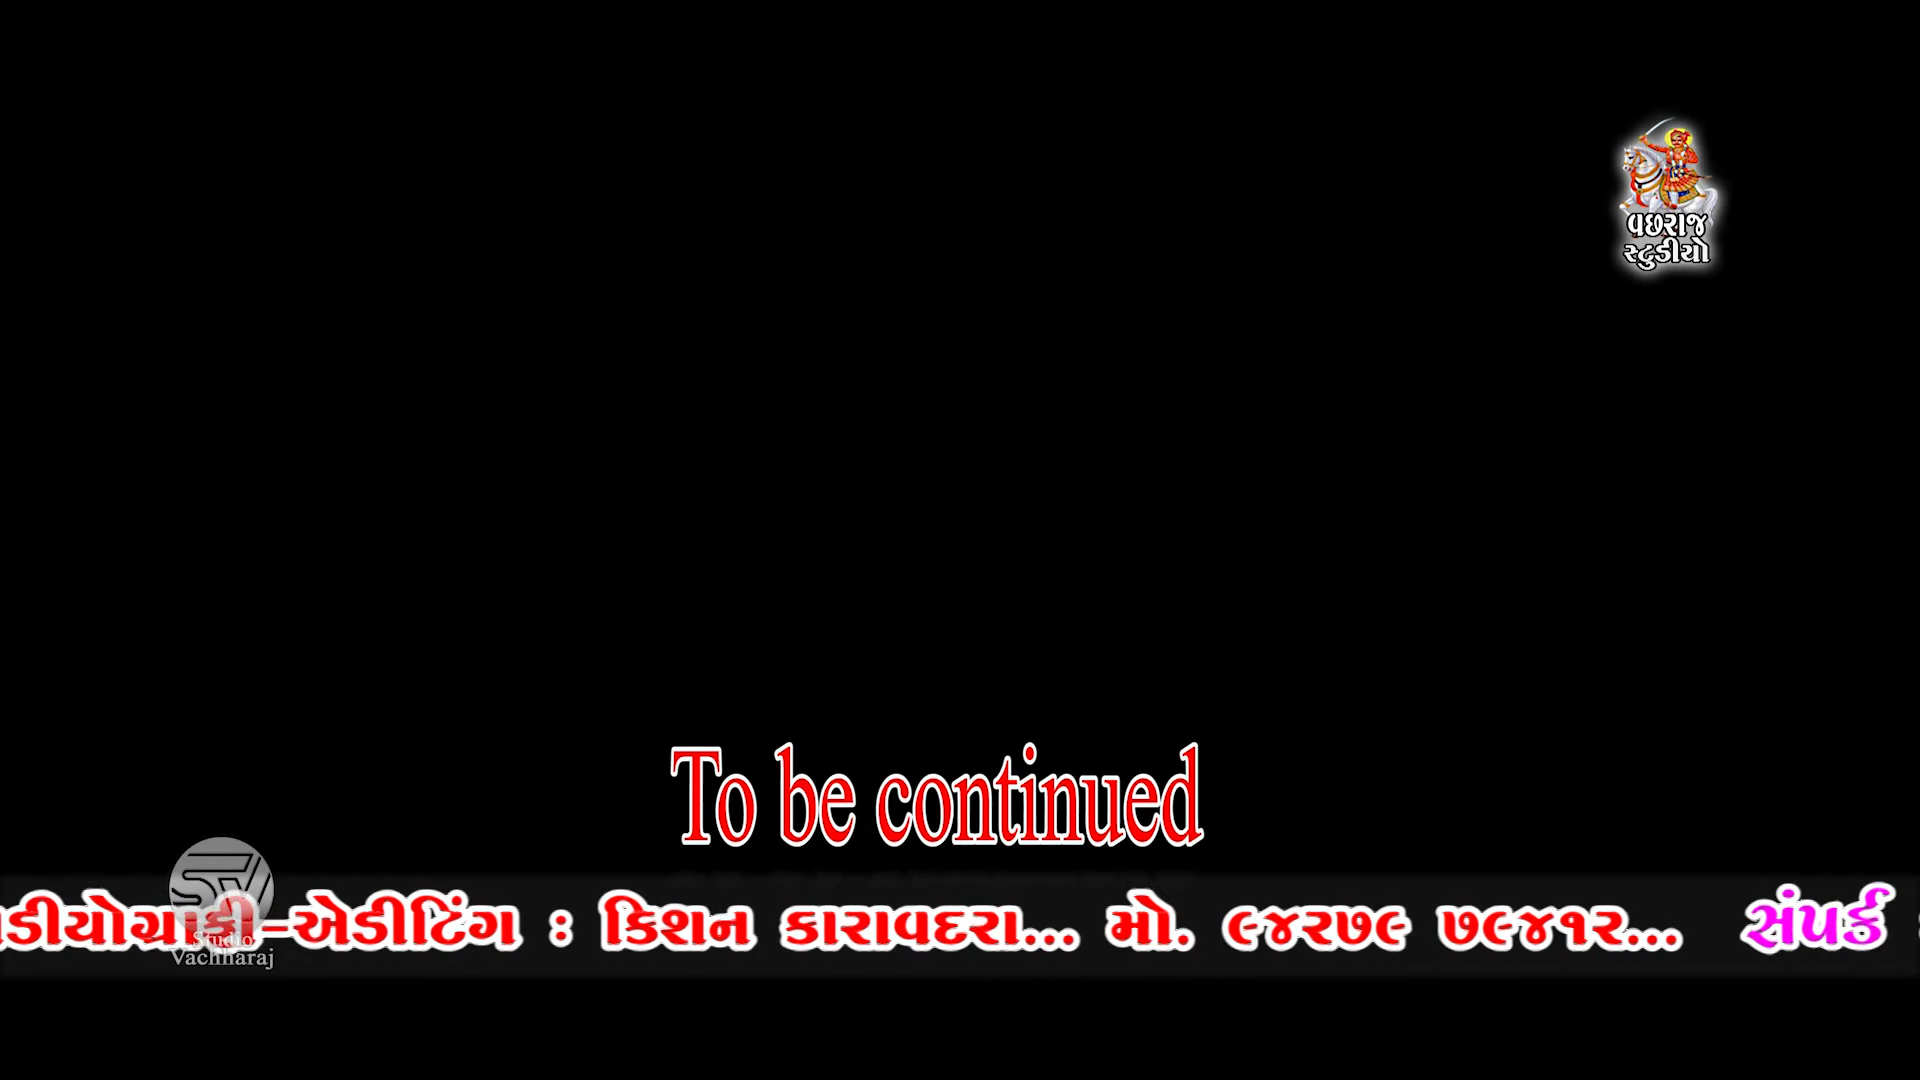 વછરાજ
સ્ટુડીયો
To be continued
ડીયોગ્રાફી-એડીટિંગ : કિશન કારાવદરા... મો. ૯૪૨૭૯ ૭૯૪૧૨... સંપર્ક
Studio
Vachharaj